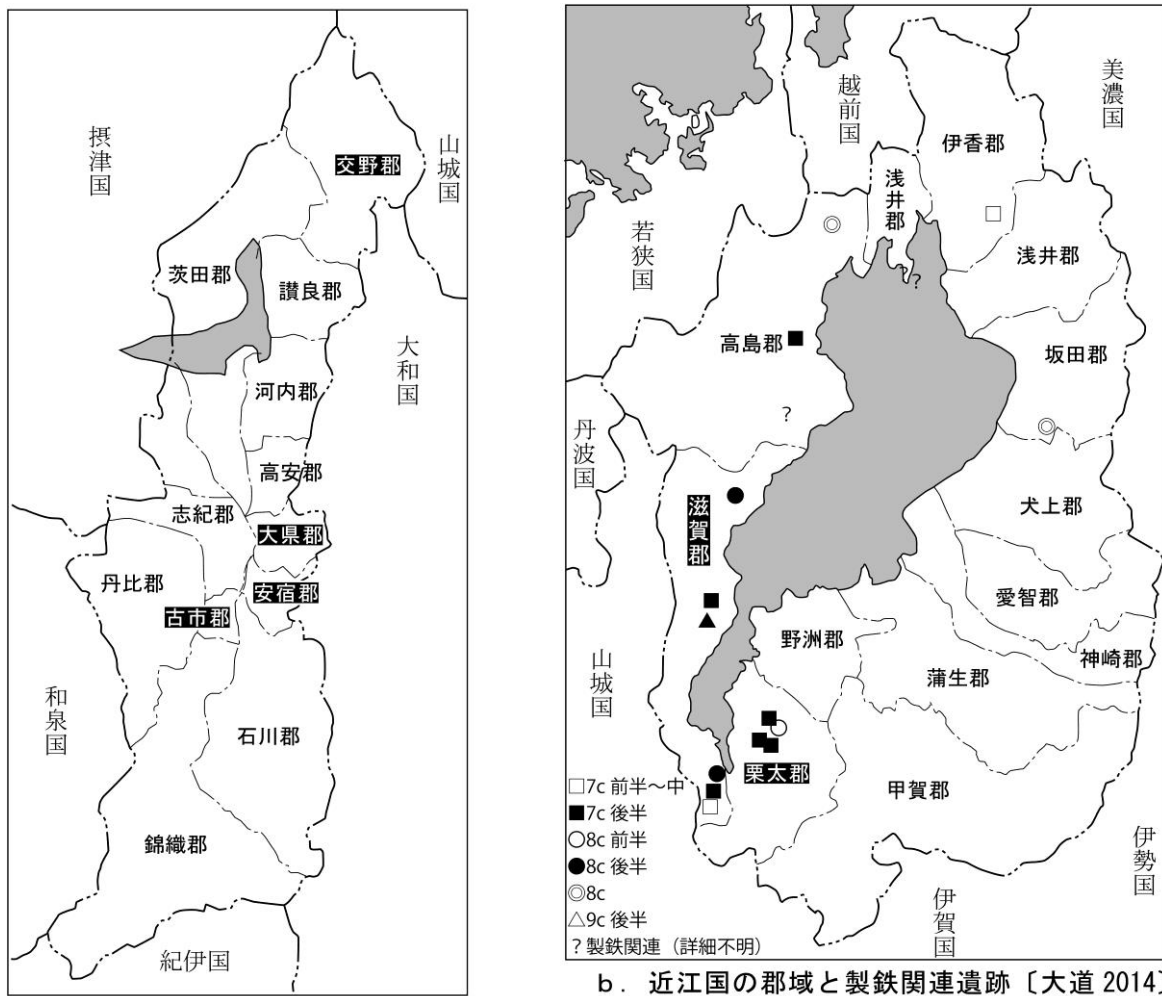 摂津国
山城国
交野郡
茨田郡
讃良郡
大和国
河内郡
高安郡
志紀郡
大県郡
丹比郡
安宿郡
古市郡
和泉国
石川郡
錦織郡
紀伊国
越前国
美濃国
伊香郡
浅井郡
若狭国
浅井郡
?
高島郡
坂田郡
?
丹波国
滋賀郡
犬上郡
愛智郡
野洲郡
神崎郡
山城国
蒲生郡
栗太郡
甲賀郡
伊勢国
伊賀国
□7c 前半～中
■7c 後半
○8c 前半
●8c 後半
◎8c
△9c 後半
? 製鉄関連（詳細不明）
b．近江国の郡域と製鉄関連遺跡〔大道 2014〕